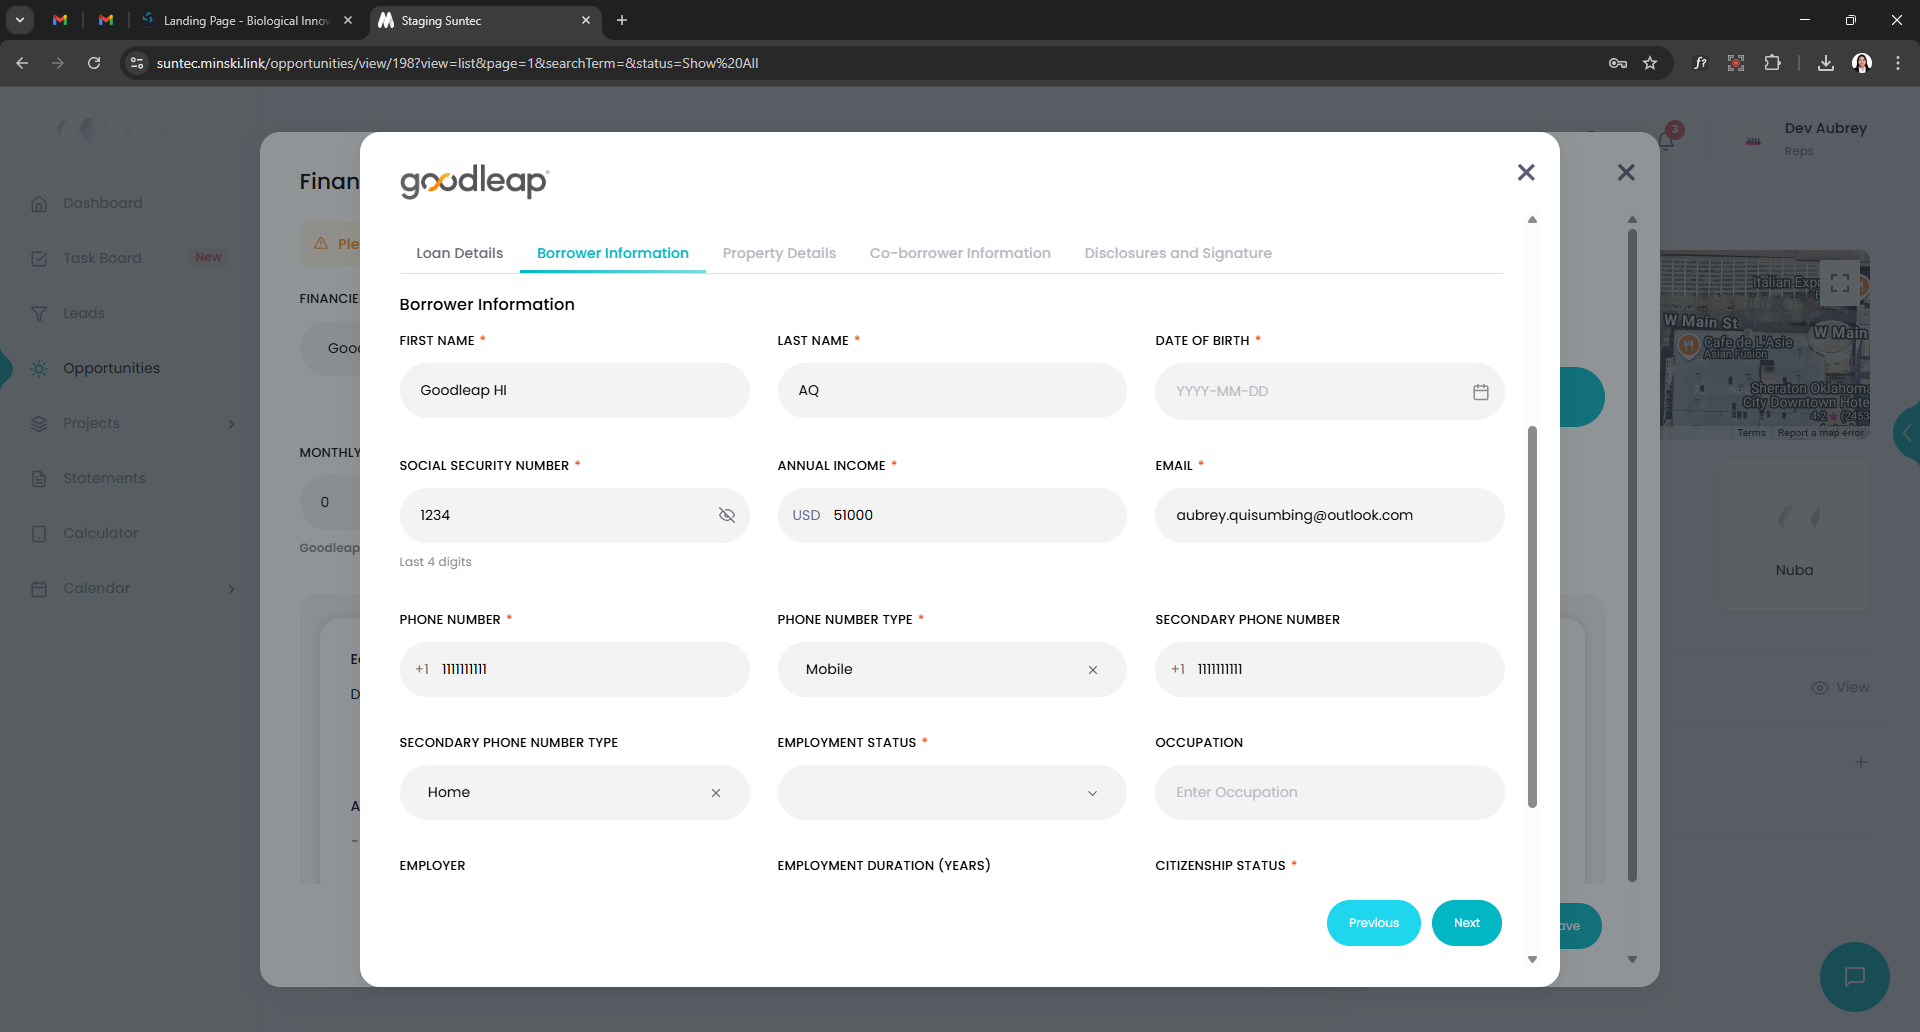 Landing Page - Biological Innov
Staging Suntec
suntec.minski.link/opportunities/view/198?view=list&page=1&searchTerm=&status=Show%20All
f?
3
Dev Aubrey
Reps
Dashboard
Task Board
New
Leads
Opportunities
Projects
Statements
Calculator
Calendar
Finan
Ple
FINANCIE
Goo
MONTHLY
0
Goodleap
E
D
A
-
goodleap
Loan Details
Borrower Information
Property Details
Co-borrower Information
Disclosures and Signature
Borrower Information
FIRST NAME *
LAST NAME *
DATE OF BIRTH *
Goodleap HI
AQ
YYYY-MM-DD
SOCIAL SECURITY NUMBER *
ANNUAL INCOME *
EMAIL *
1234
USD 51000
aubrey.quisumbing@outlook.com
Last 4 digits
PHONE NUMBER *
PHONE NUMBER TYPE *
SECONDARY PHONE NUMBER
+1 1111111111
Mobile
+1 1111111111
SECONDARY PHONE NUMBER TYPE
EMPLOYMENT STATUS *
OCCUPATION
Home
Enter Occupation
EMPLOYER
EMPLOYMENT DURATION (YEARS)
CITIZENSHIP STATUS *
Previous
Next
ave
Italian Exp
W Main St
W Main
Cafe de L'Asie
Asian Fusion
Sheraton Oklahoma
City Downtown Hote
4.2 ★ (2453
Terms
Report a map error
Nuba
View